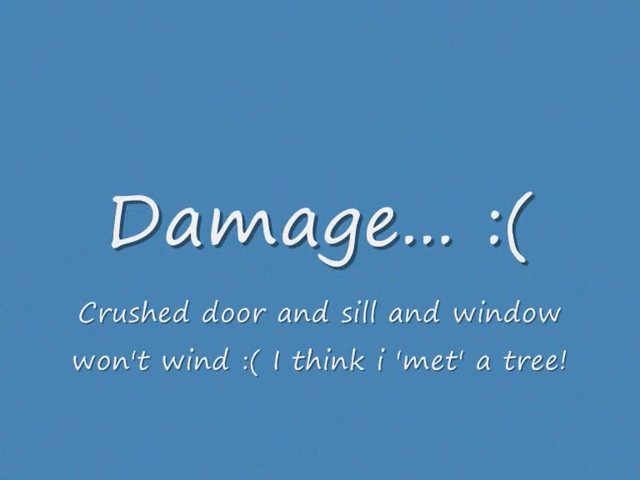 Damage... :(
Crushed door and sill and window
won't wind :( I think i 'met' a tree!